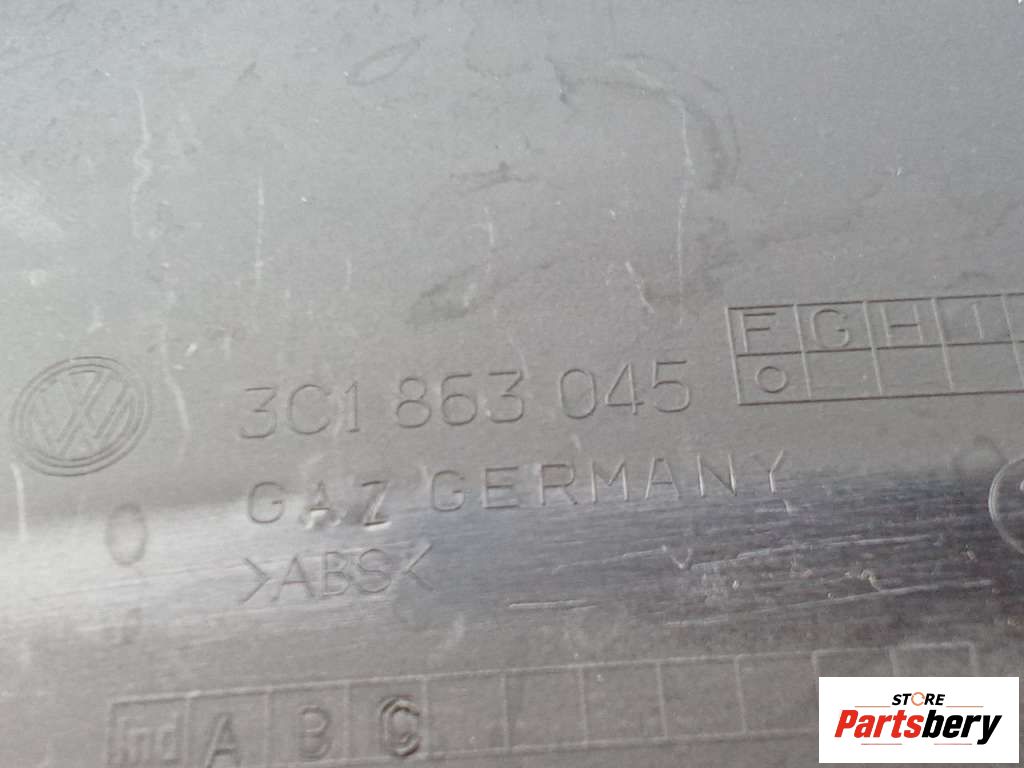 F G H
3C1 863 045
GAZ GERMANY
>ABS<
Ind A B C
STORE
Partsbery